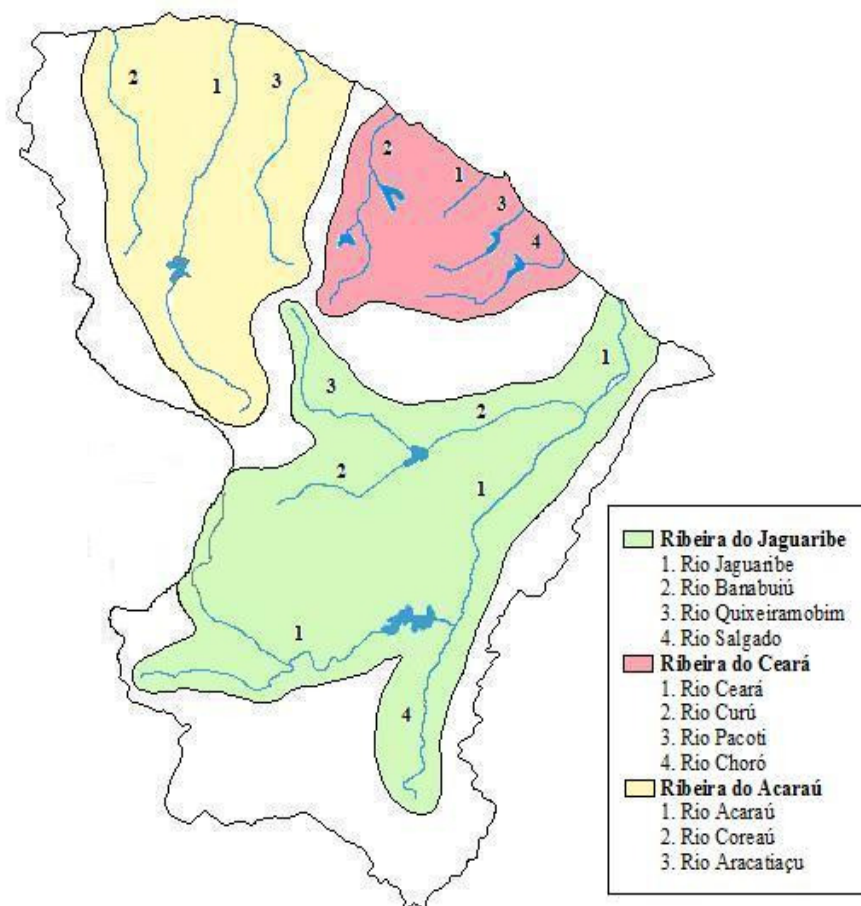 2
1
3
2
1
3
4
1
3
2
2
1
1
4
Ribeira do Jaguaribe
1. Rio Jaguaribe
2. Rio Banabuiú
3. Rio Quixeiramobim
4. Rio Salgado
Ribeira do Ceará
1. Rio Ceará
2. Rio Curú
3. Rio Pacoti
4. Rio Choró
Ribeira do Acaraú
1. Rio Acaraú
2. Rio Coreaú
3. Rio Aracatiaçu